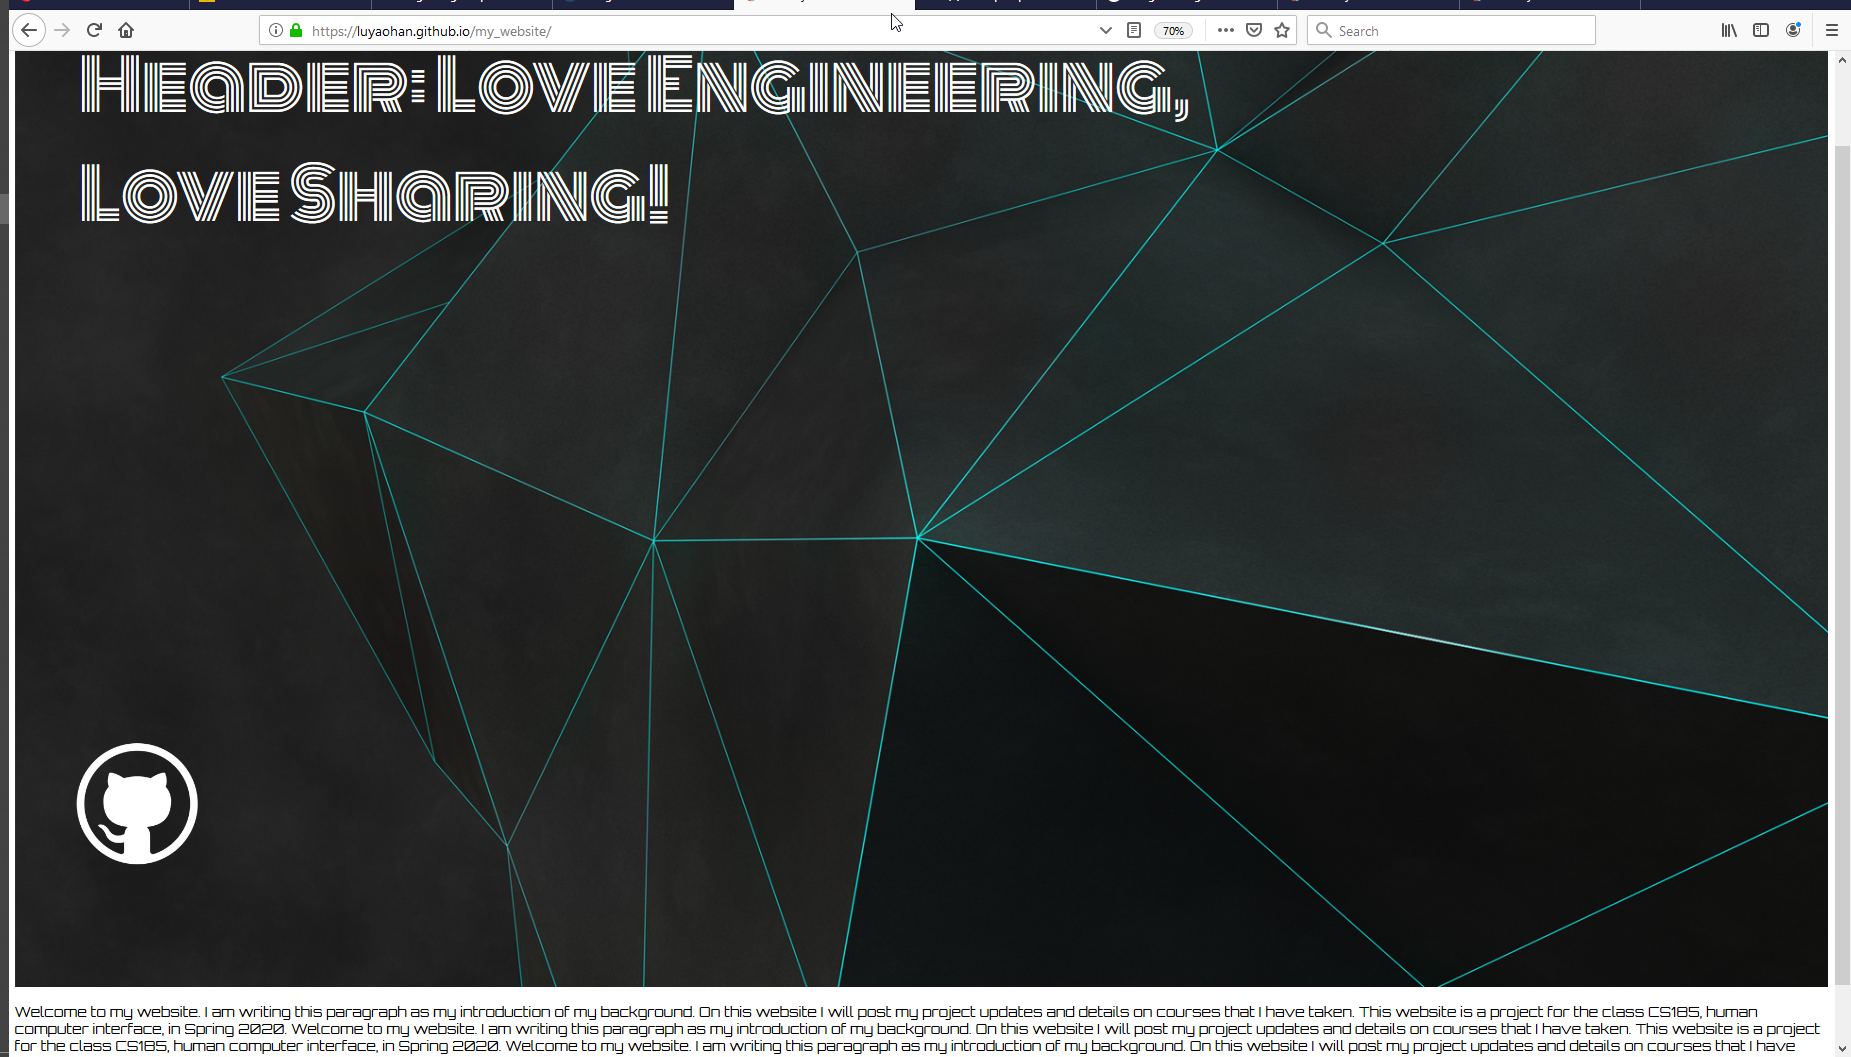 https://luyaohan.github.io/my_website/
70%
Search
Header: Love Engineering,
Love Sharing!
Welcome to my website. I am writing this paragraph as my introduction of my background. On this website I will post my project updates and details on courses that I have taken. This website is a project for the class CS185, human
computer interface, in Spring 2020. Welcome to my website. I am writing this paragraph as my introduction of my background. On this website I will post my project updates and details on courses that I have taken. This website is a project
for the class CS185, human computer interface, in Spring 2020. Welcome to my website. I am writing this paragraph as my introduction of my background. On this website I will post my project updates and details on courses that I have